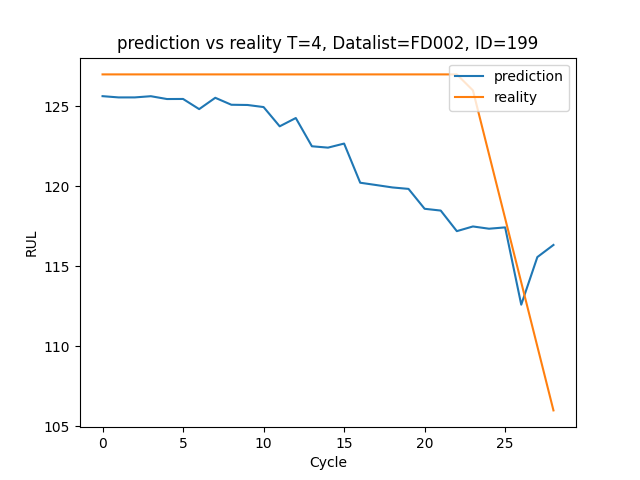 prediction vs reality T=4, Datalist=FD002, ID=199
prediction
reality
125
120
115
110
105
RUL
0 5 10 15 20 25
Cycle